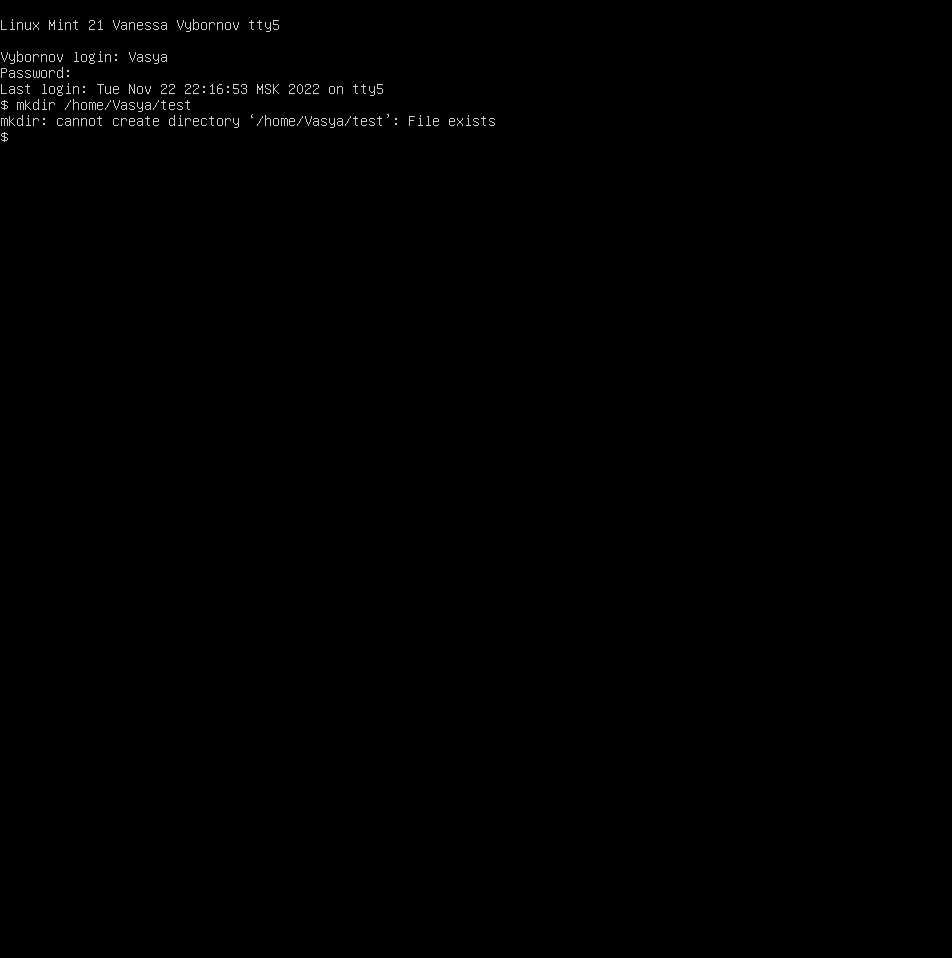 Linux Mint 21 Vanessa Vybornov tty5
Vybornov login: Vasya
Password:
Last login: Tue Nov 22 22:16:53 MSK 2022 on tty5
$ mkdir /home/Vasya/test
mkdir: cannot create directory ‘/home/Vasya/test’: File exists
$